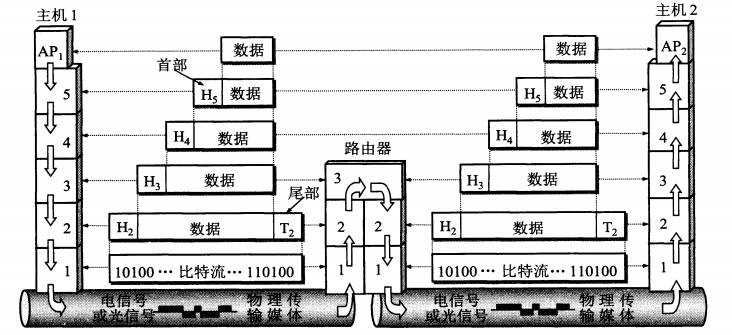 主机 1
主机 2
AP₁
数据
数据
AP₂
首部
5
H₅ 数据
H₅ 数据
5
4
H₄ 数据
H₄ 数据
4
路由器
3
H₃ 数据
3
H₃ 数据
3
尾部
2
H₂ 数据 T₂
2
2
H₂ 数据 T₂
2
1
10100 … 比特流… 110100
1
1
10100 … 比特流… 110100
1
电信号
或光信号
物理传
输媒体
电信号
或光信号
物理传
输媒体